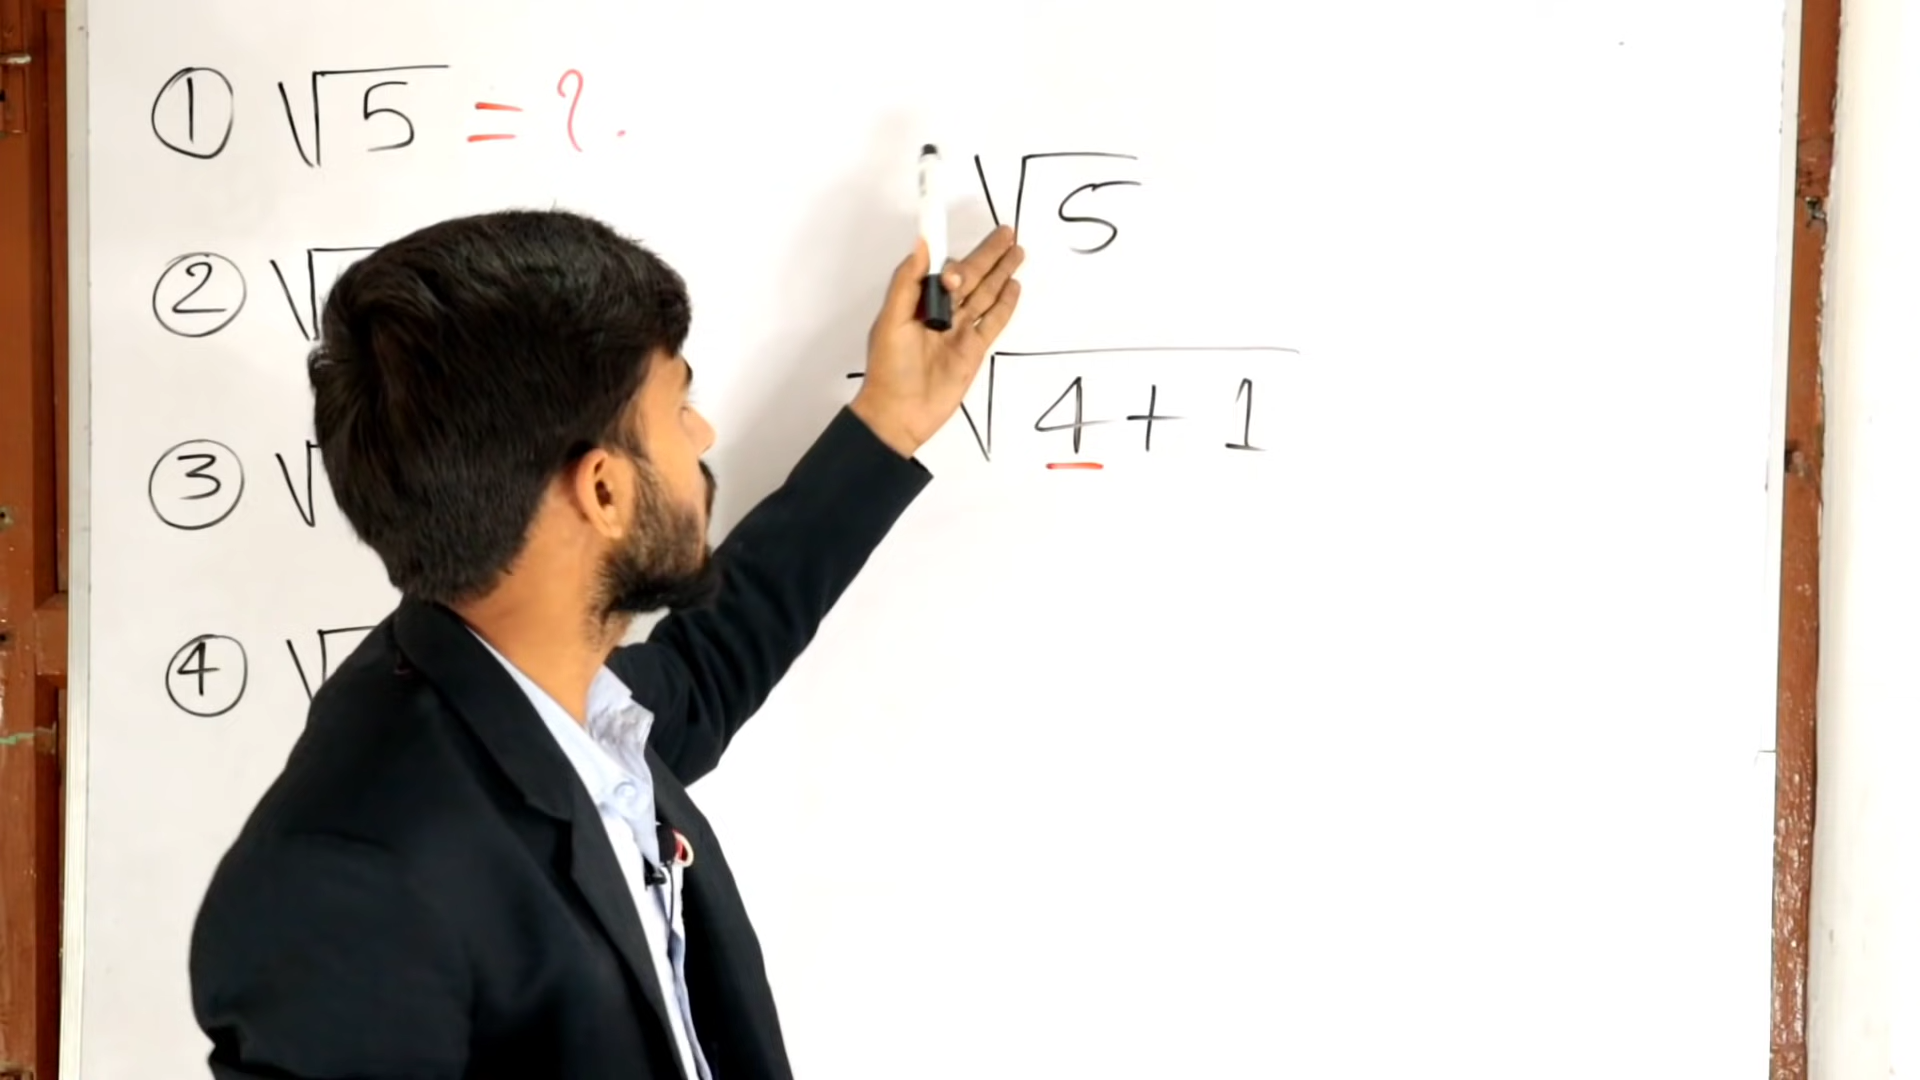 ① √5 = ?
√5
② √
√4 + 1
③ √
④ √